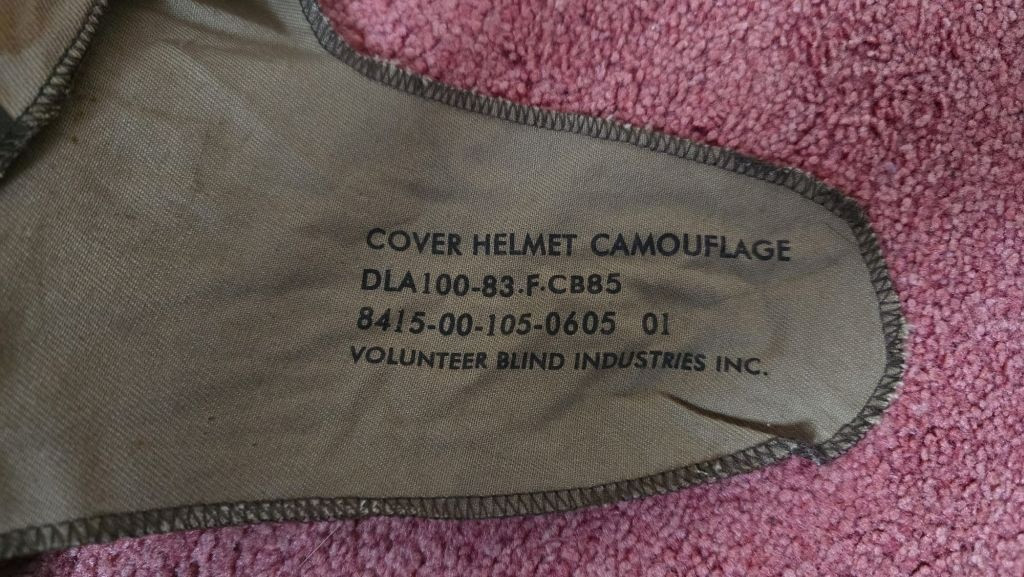 COVER HELMET CAMOUFLAGE
DLA100-83·F·CB85
8415-00-105-0605 01
VOLUNTEER BLIND INDUSTRIES INC.